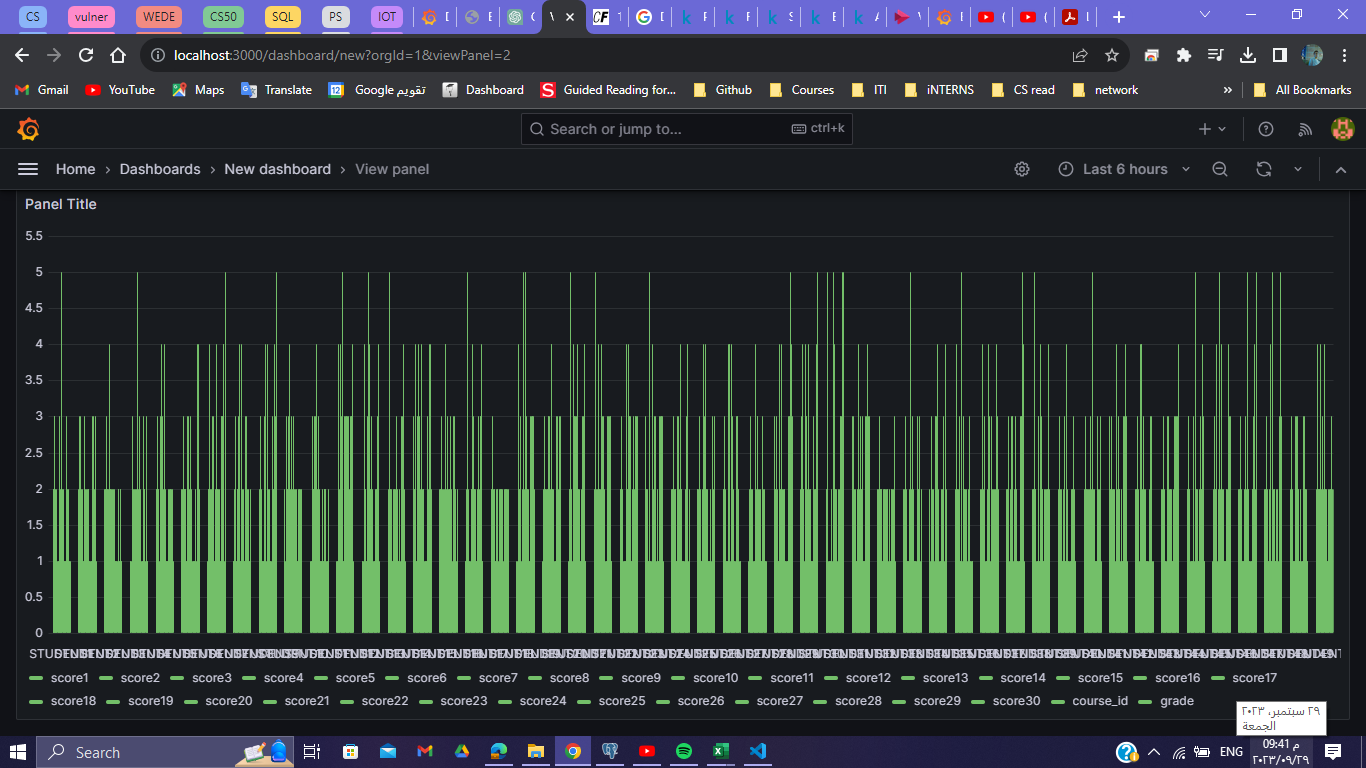 CS vulner WEDE CS50 SQL PS IOT
localhost:3000/dashboard/new?orgId=1&viewPanel=2
Gmail YouTube Maps Translate تقويم Google Dashboard Guided Reading for... Github Courses ITI iNTERNS CS read network » All Bookmarks
Search or jump to... ctrl+k
Home › Dashboards › New dashboard › View panel Last 6 hours
Panel Title
5.5
5
4.5
4
3.5
3
2.5
2
1.5
1
0.5
0
score1 score2 score3 score4 score5 score6 score7 score8 score9 score10 score11 score12 score13 score14 score15 score16 score17
score18 score19 score20 score21 score22 score23 score24 score25 score26 score27 score28 score29 score30 course_id grade
٢٩ سبتمبر، ٢٠٢٣
الجمعة
Search ENG 09:41 م
٢٠٢٣/٠٩/٢٩